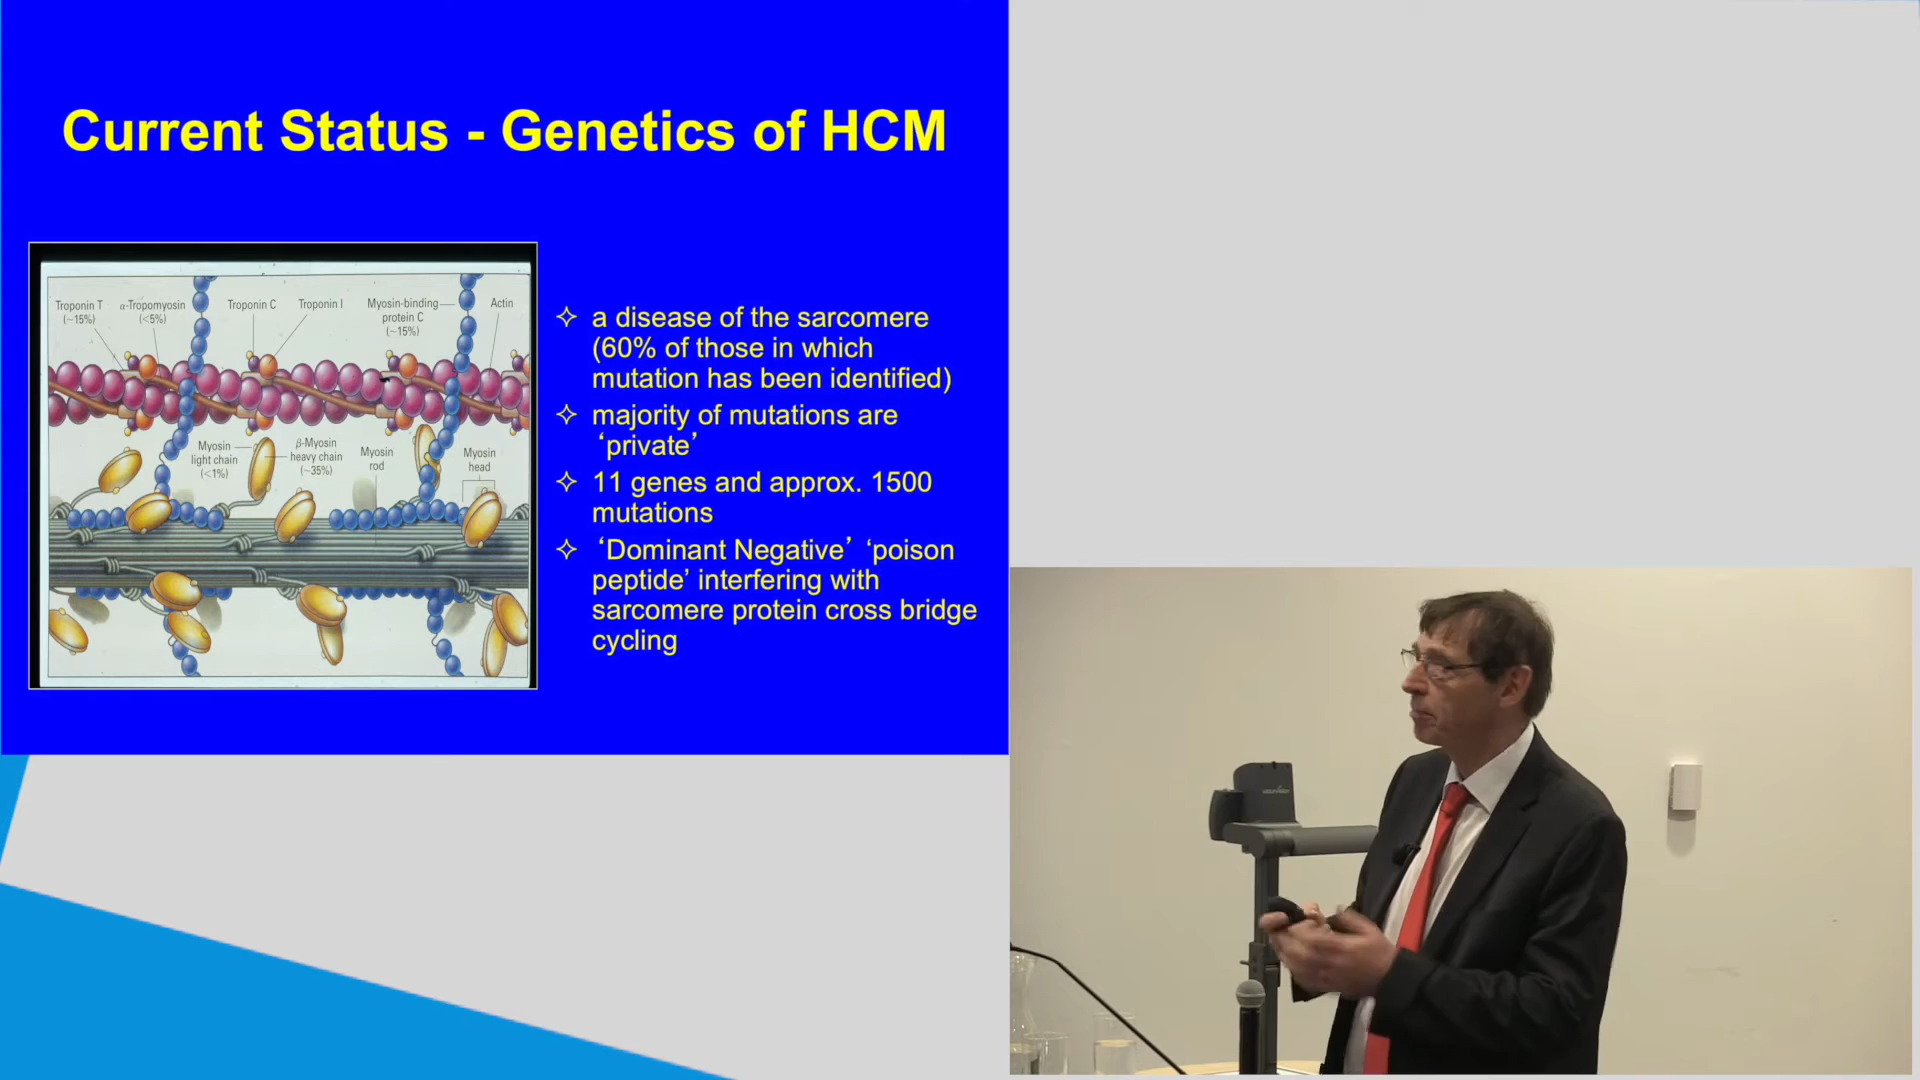 Current Status - Genetics of HCM
Troponin T
(~15%)
α-Tropomyosin
(<5%)
Troponin C
Troponin I
Myosin-binding
protein C
(~15%)
Actin
Myosin
light chain
(<1%)
β-Myosin
heavy chain
(~35%)
Myosin
rod
Myosin
head
✧ a disease of the sarcomere
(60% of those in which
mutation has been identified)
✧ majority of mutations are
‘private’
✧ 11 genes and approx. 1500
mutations
✧ ‘Dominant Negative’ ‘poison
peptide’ interfering with
sarcomere protein cross bridge
cycling